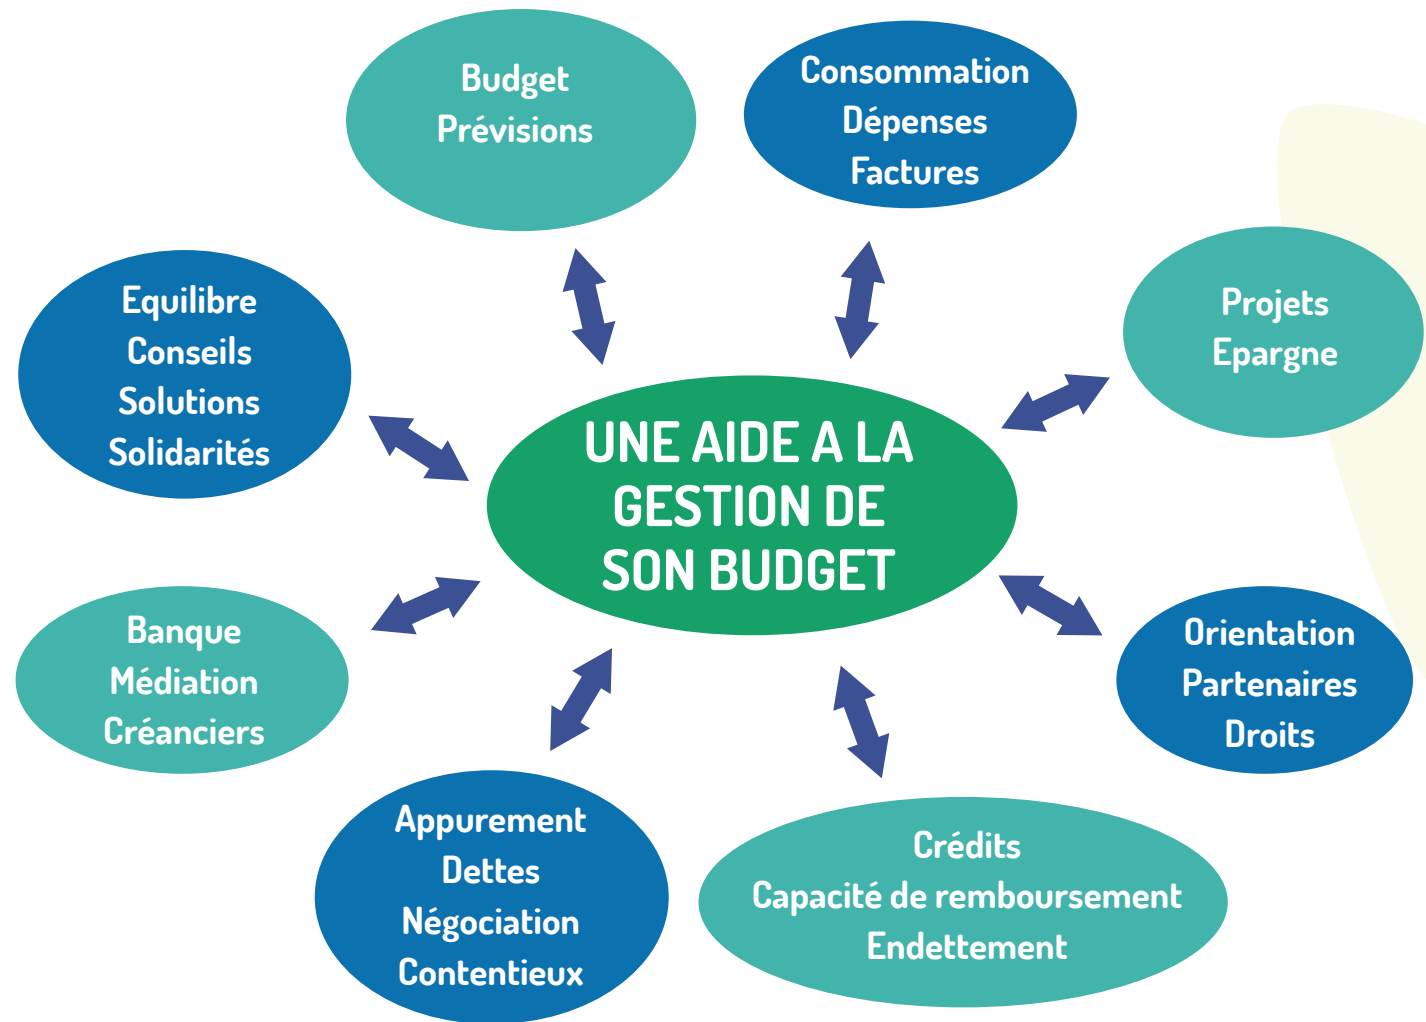 Budget
Prévisions
Consommation
Dépenses
Factures
Equilibre
Conseils
Solutions
Solidarités
Projets
Epargne
UNE AIDE A LA
GESTION DE
SON BUDGET
Banque
Médiation
Créanciers
Orientation
Partenaires
Droits
Appurement
Dettes
Négociation
Contentieux
Crédits
Capacité de remboursement
Endettement